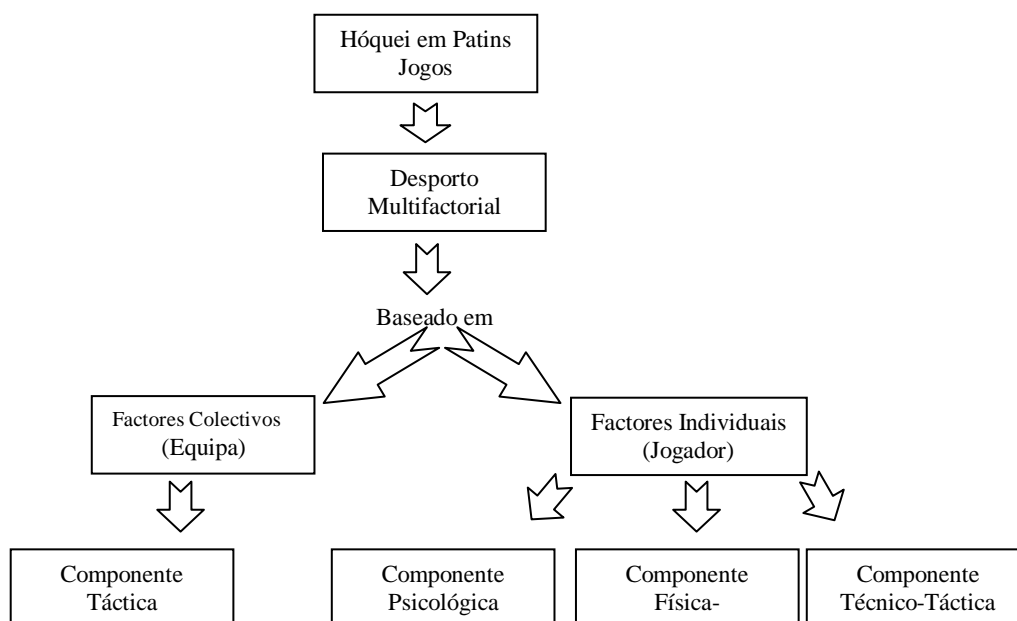 Hóquei em Patins
Jogos
Desporto
Multifactorial
Baseado em
Factores Colectivos
(Equipa)
Factores Individuais
(Jogador)
Componente
Táctica
Componente
Psicológica
Componente
Física-
Componente
Técnico-Táctica